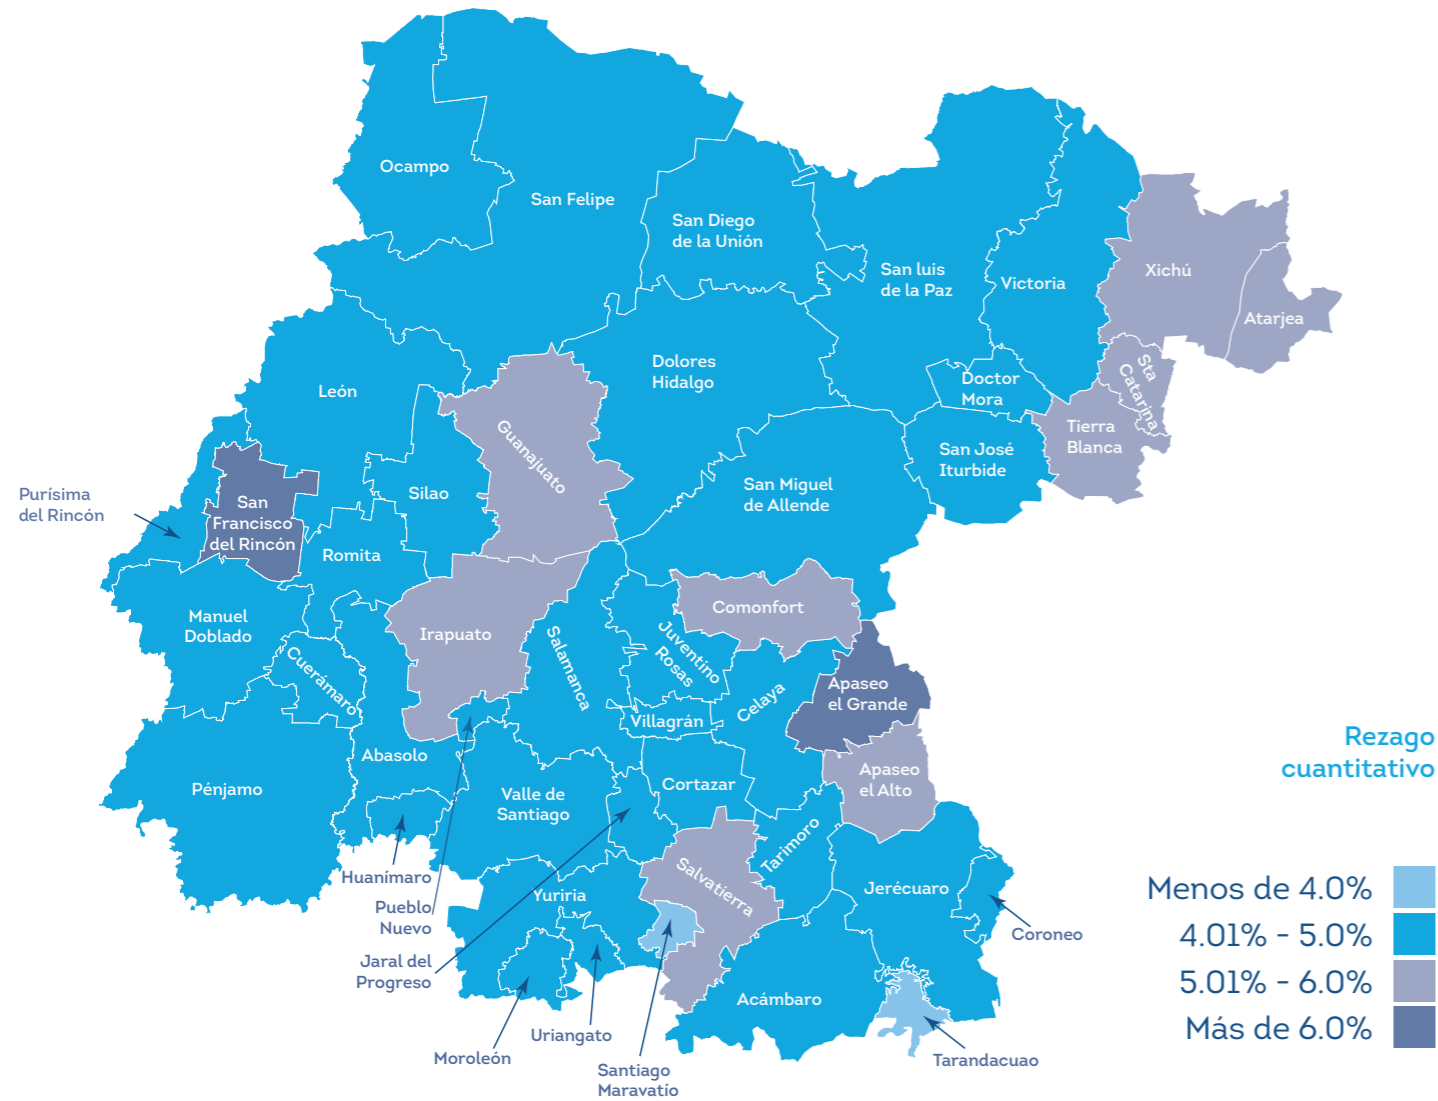 Ocampo
San Felipe
San Diego
de la Unión
San luis
de la Paz
Victoria
Xichú
Atarjea
Sta
Catarina
Doctor
Mora
Tierra
Blanca
San José
Iturbide
Dolores
Hidalgo
León
Guanajuato
Silao
San Miguel
de Allende
Purísima
del Rincón
San
Francisco
del Rincón
Romita
Manuel
Doblado
Cuerámaro
Irapuato
Salamanca
Juventino
Rosas
Comonfort
Celaya
Villagrán
Apaseo
el Grande
Apaseo
el Alto
Abasolo
Pénjamo
Valle de
Santiago
Cortazar
Tarimoro
Salvatierra
Jerécuaro
Yuriria
Acámbaro
Huanímaro
Pueblo
Nuevo
Jaral del
Progreso
Moroleón
Uriangato
Santiago
Maravatío
Tarandacuao
Coroneo
Rezago
cuantitativo
Menos de 4.0%
4.01% - 5.0%
5.01% - 6.0%
Más de 6.0%